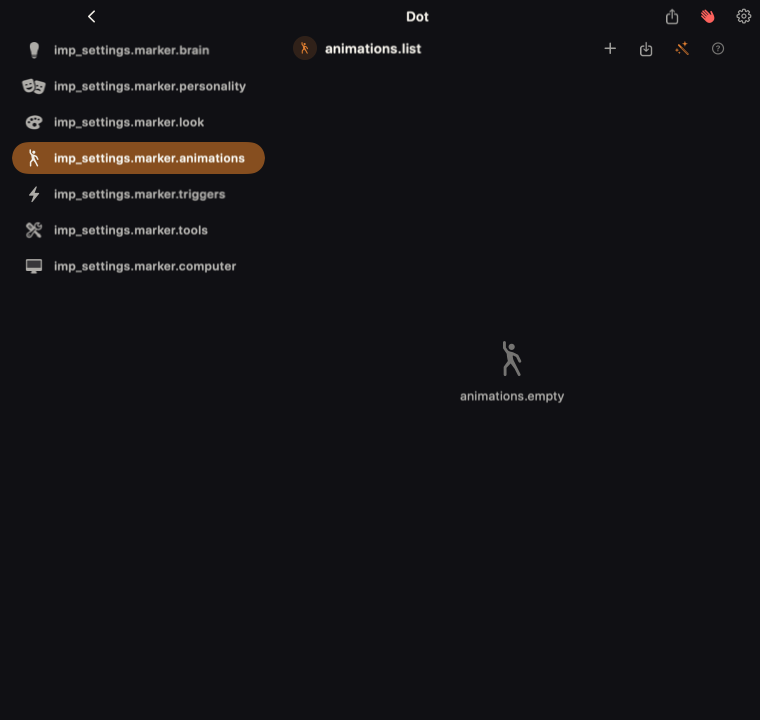 Dot
imp_settings.marker.brain
imp_settings.marker.personality
imp_settings.marker.look
imp_settings.marker.animations
imp_settings.marker.triggers
imp_settings.marker.tools
imp_settings.marker.computer
animations.list
animations.empty